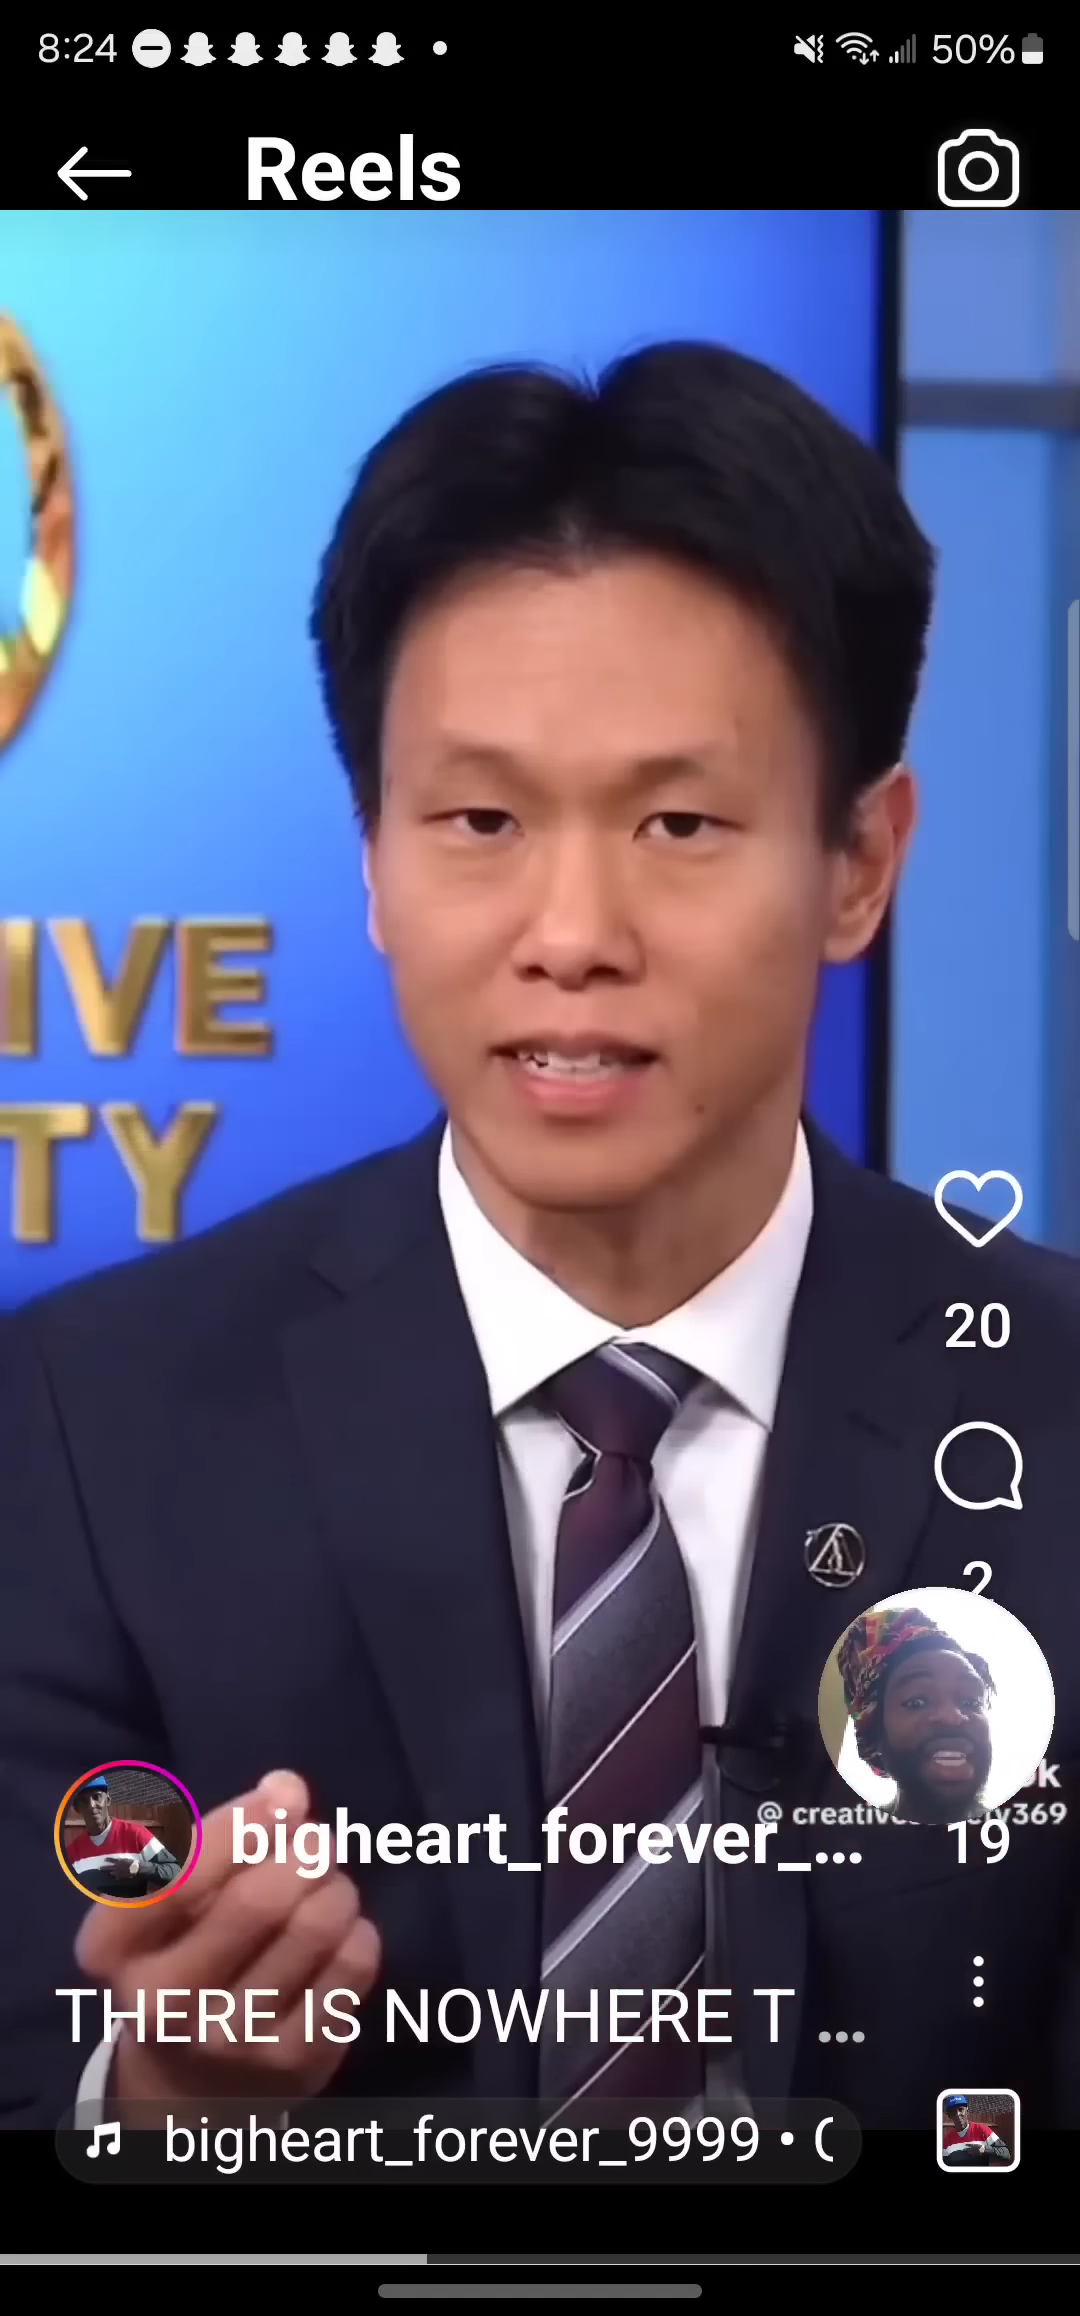 8:24
50%
Reels
IVE
TY
20
2
bigheart_forever_...
19
THERE IS NOWHERE T ...
bigheart_forever_9999 •